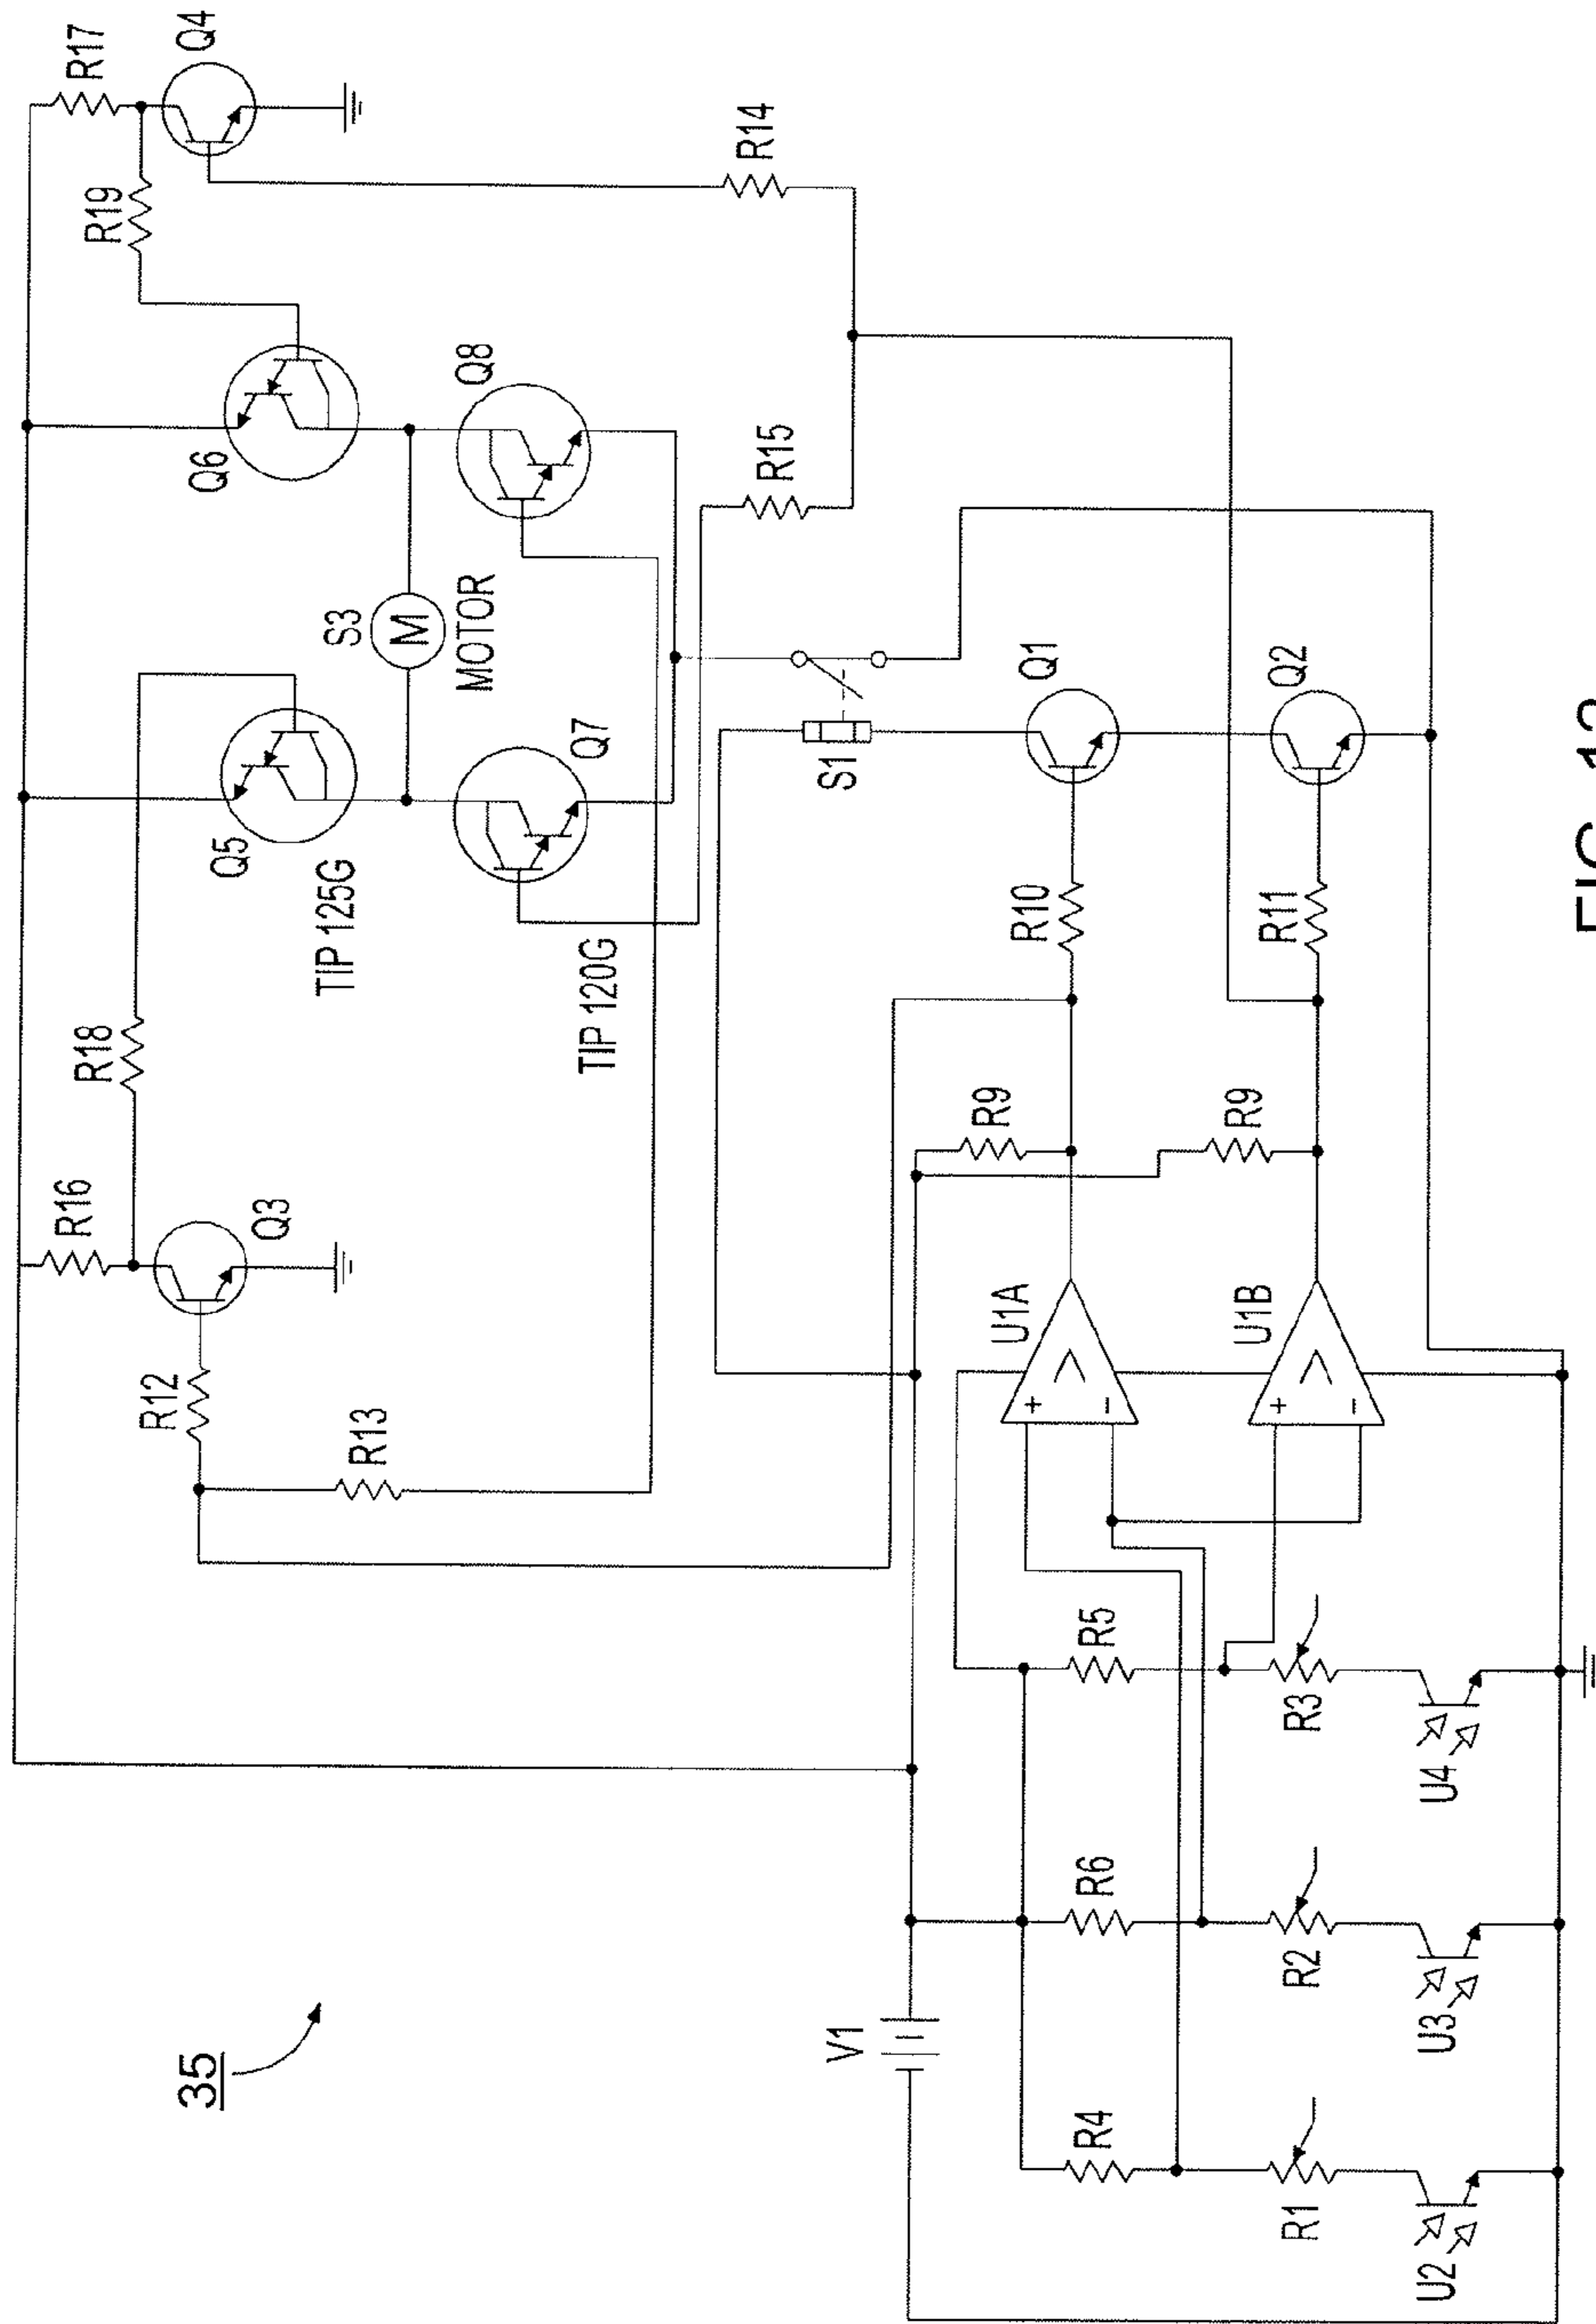 R17
Q4
R19
R14
Q6
Q8
R15
S3
M
MOTOR
Q5
TIP 125G
Q7
TIP 120G
R18
R16
Q3
R12
R13
S1
Q1
Q2
R10
R11
R9
R9
U1A
+
-
U1B
+
-
R5
R3
U4
R6
R2
U3
V1
R4
R1
U2
35
FIG